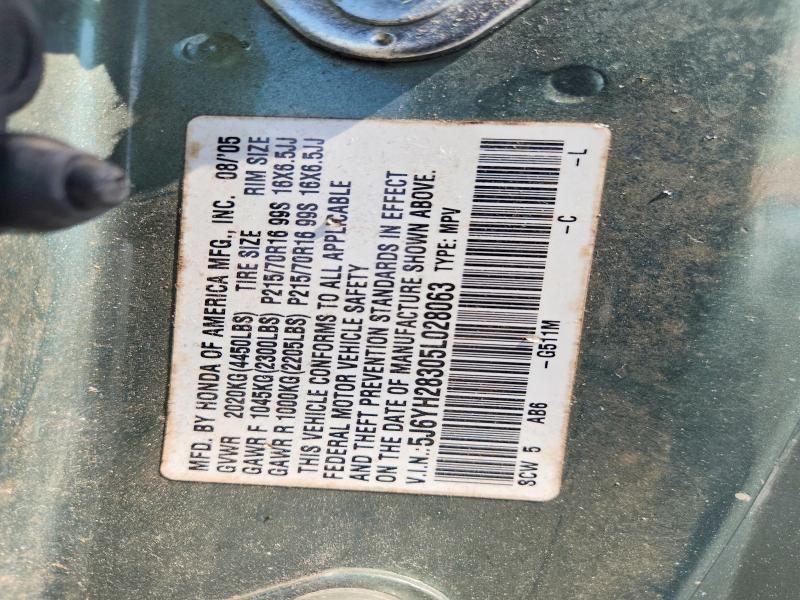 MFD. BY HONDA OF AMERICA MFG., INC. 08/'05
GVWR 2020KG(4450LBS) TIRE SIZE RIM SIZE
GAWR F 1045KG(2300LBS) P215/70R16 99S 16X6.5JJ
GAWR R 1000KG(2205LBS) P215/70R16 99S 16X6.5JJ
THIS VEHICLE CONFORMS TO ALL APPLICABLE
FEDERAL MOTOR VEHICLE SAFETY
AND THEFT PREVENTION STANDARDS IN EFFECT
ON THE DATE OF MANUFACTURE SHOWN ABOVE.
V.I.N.:5J6YH28305L028063 TYPE: MPV
SCW 5 AB6 -G511M -C -L